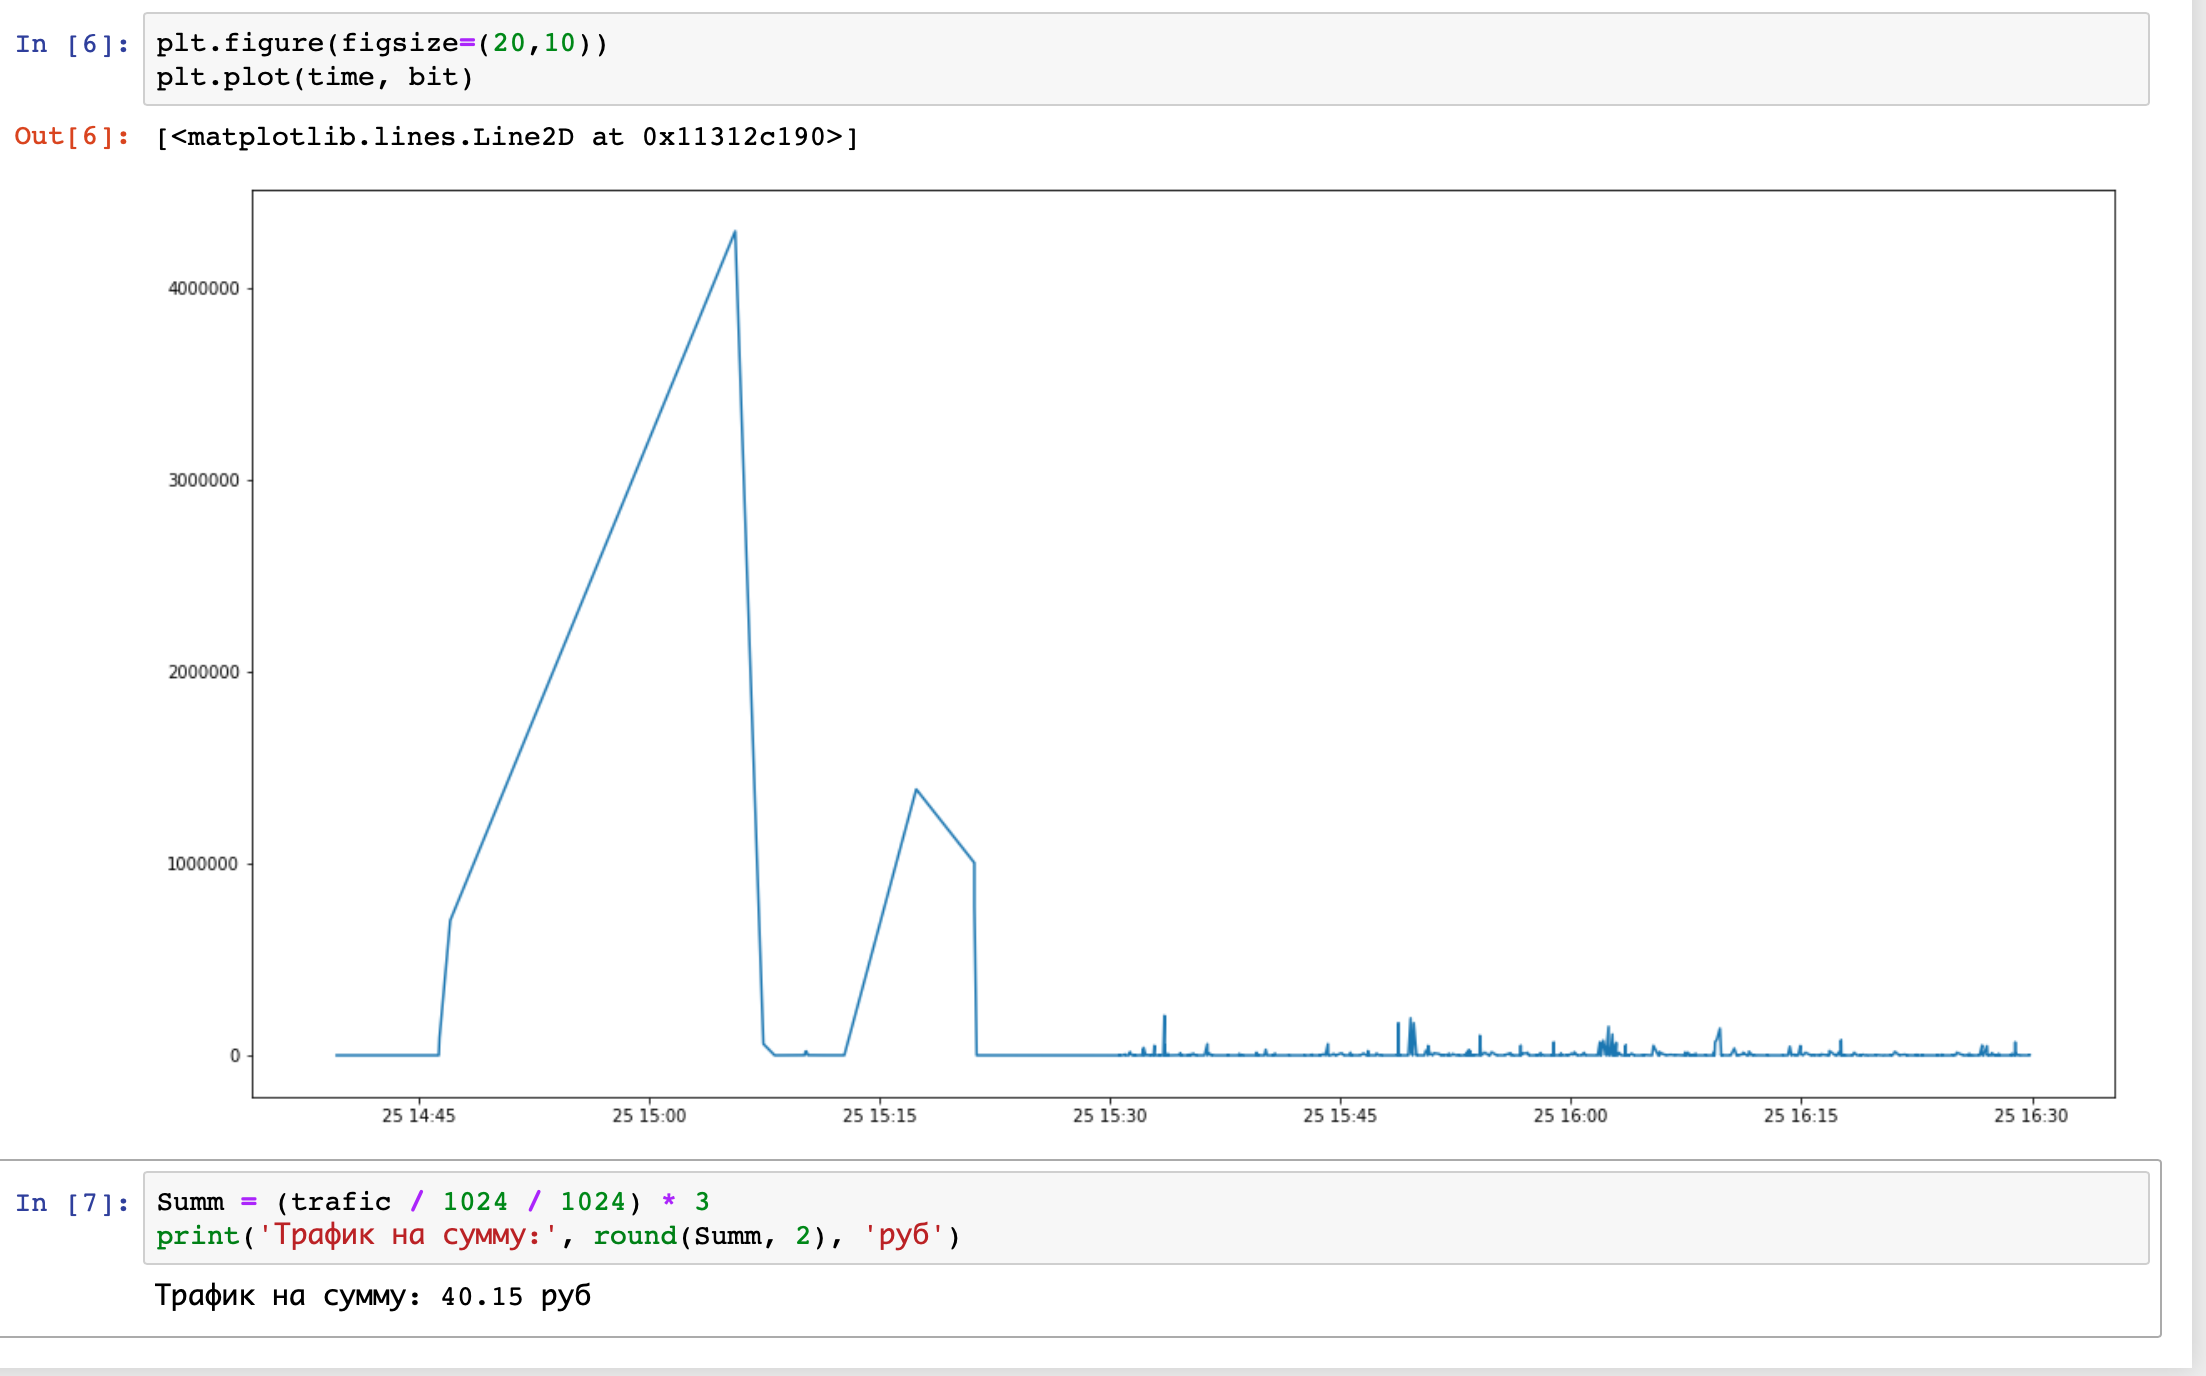 In [6]: plt.figure(figsize=(20,10))
plt.plot(time, bit)
Out[6]: [<matplotlib.lines.Line2D at 0x11312c190>]
4000000
3000000
2000000
1000000
0
25 14:45 25 15:00 25 15:15 25 15:30 25 15:45 25 16:00 25 16:15 25 16:30
In [7]: Summ = (trafic / 1024 / 1024) * 3
print('Трафик на сумму:', round(Summ, 2), 'руб')
Трафик на сумму: 40.15 руб